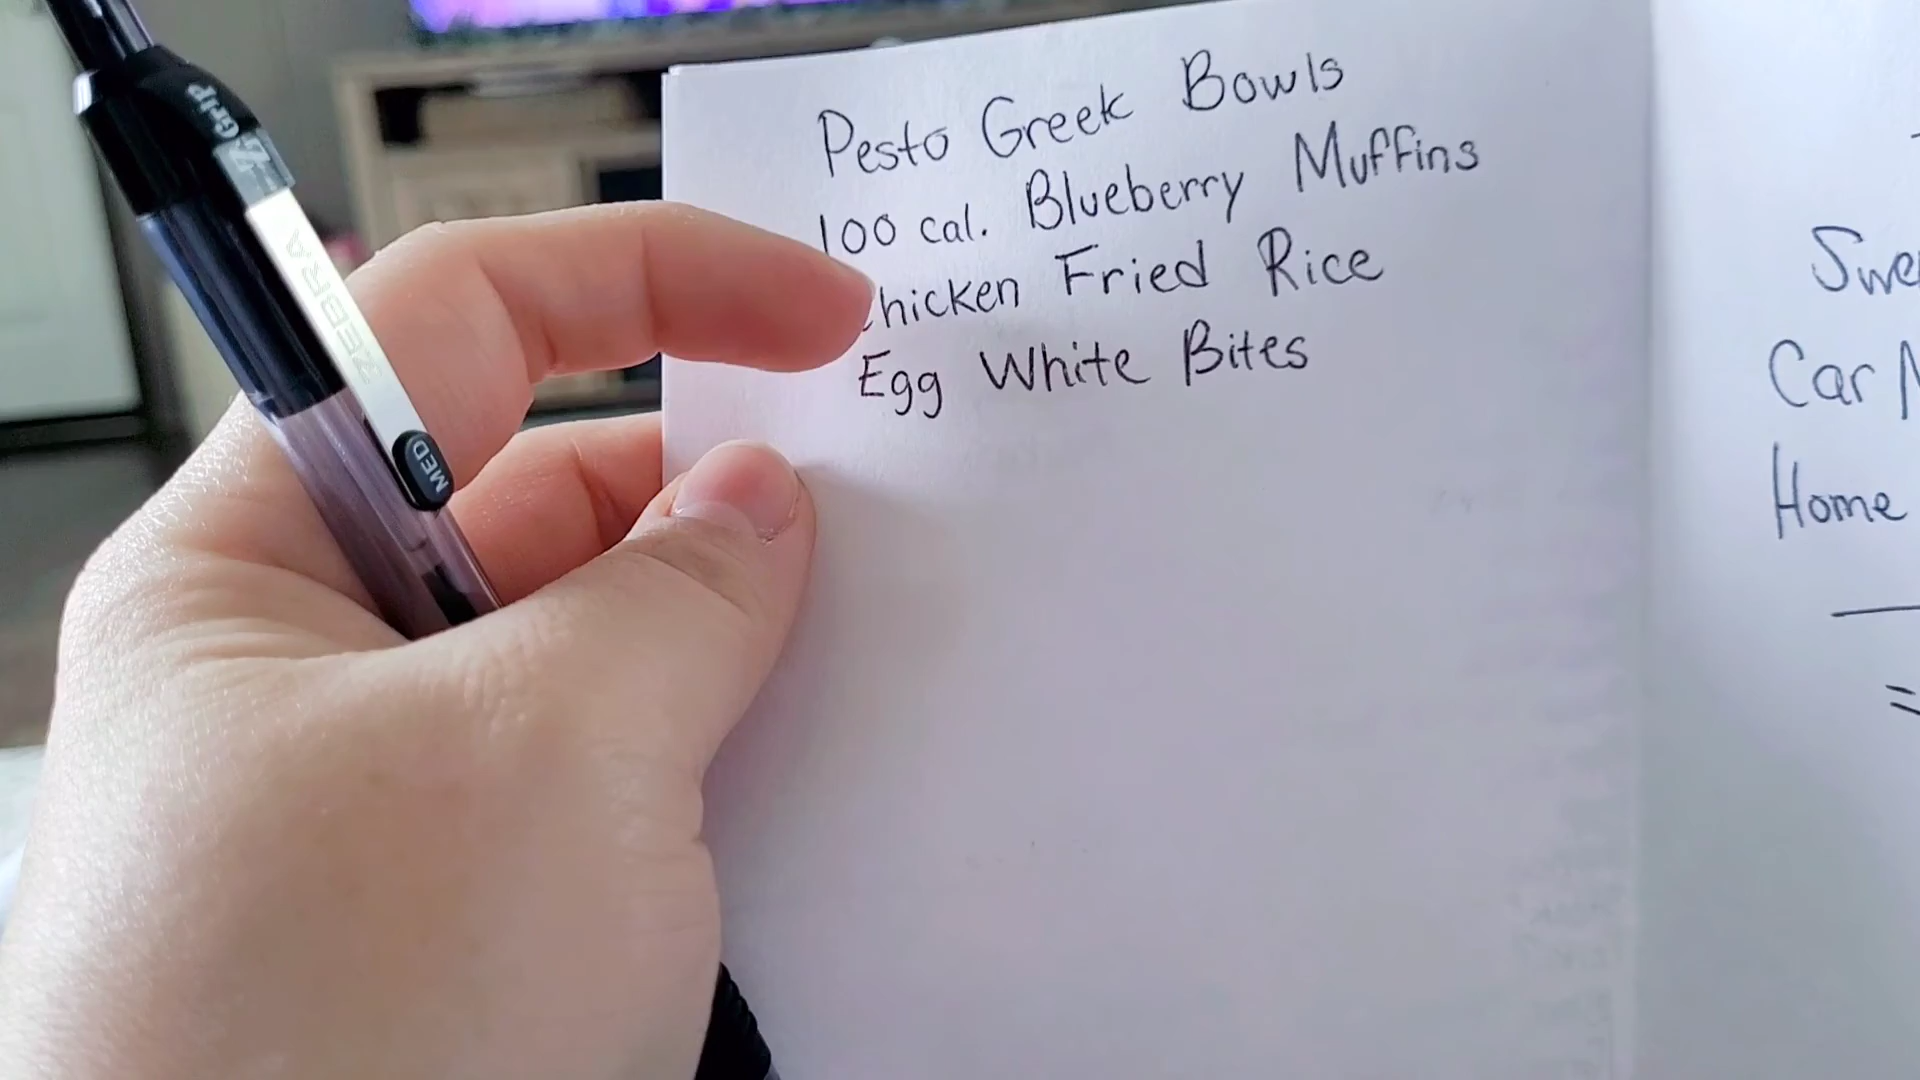 Pesto Greek Bowls
100 cal. Blueberry Muffins
hicken Fried Rice
Egg White Bites
Car
Home
Z-Grip
ZEBRA
MED